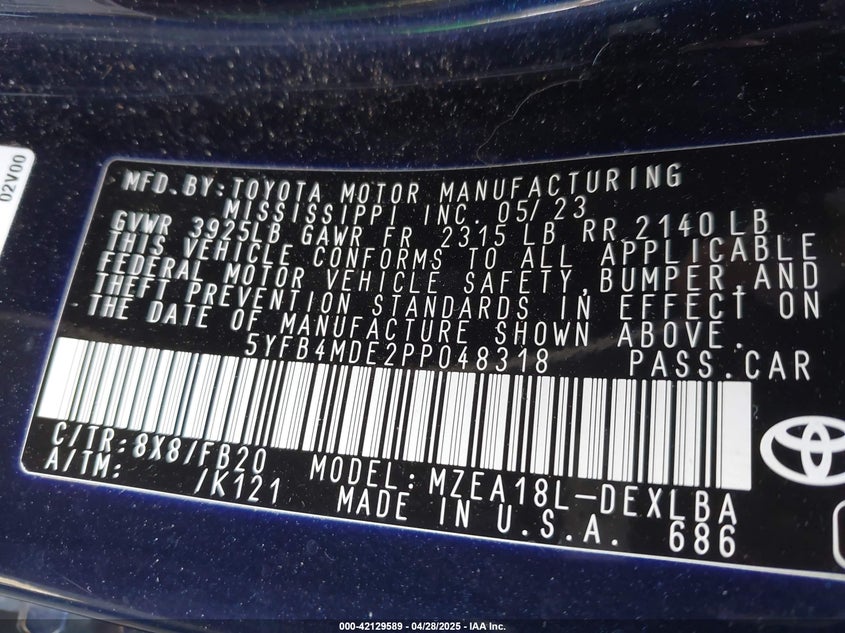 02V00
MFD.BY: TOYOTA MOTOR MANUFACTURING
MISSISSIPPI INC. 05/23
GVWR 3925LB GAWR FR 2315 LB RR 2140 LB
THIS VEHICLE CONFORMS TO ALL APPLICABLE
FEDERAL MOTOR VEHICLE SAFETY, BUMPER, AND
THEFT PREVENTION STANDARDS IN EFFECT ON
THE DATE OF MANUFACTURE SHOWN ABOVE.
5YFB4MDE2PP048318 PASS.CAR
C/TR: 8X8/FB20 MODEL: MZEA18L-DEXLBA
A/TM: /K121 MADE IN U.S.A. 686
000-42129589 - 04/28/2025 - IAA Inc.